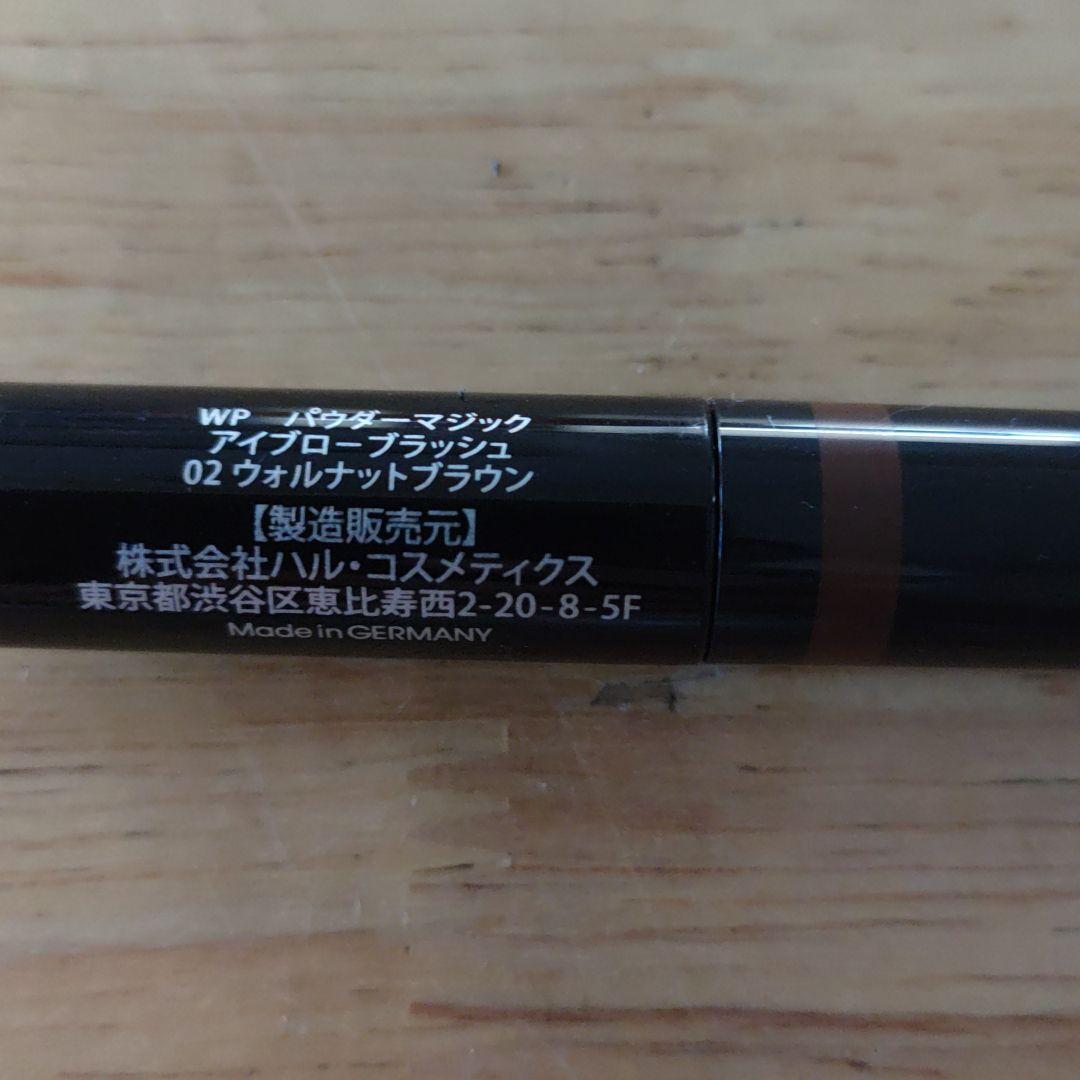 WP　パウダーマジック
アイブローブラッシュ
02 ウォルナットブラウン
【製造販売元】
株式会社ハル・コスメティクス
東京都渋谷区恵比寿西2-20-8-5F
Made in GERMANY